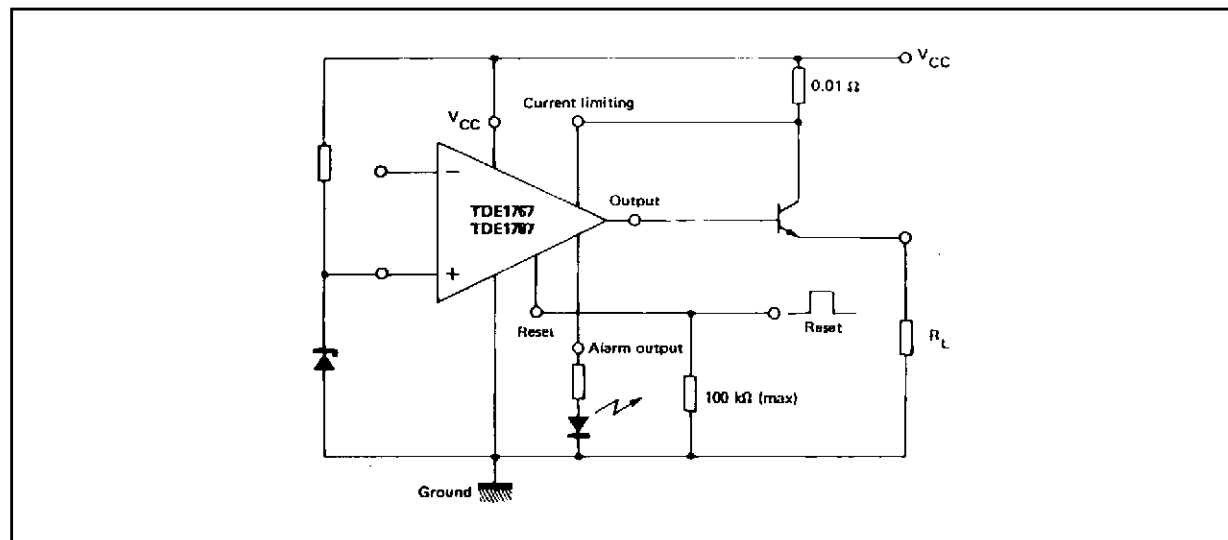 V_CC
0.01 Ω
Current limiting
V_CC
−
TDE1767
TDE1787
Output
+
Reset
Reset
Alarm output
R_L
100 kΩ (max)
Ground